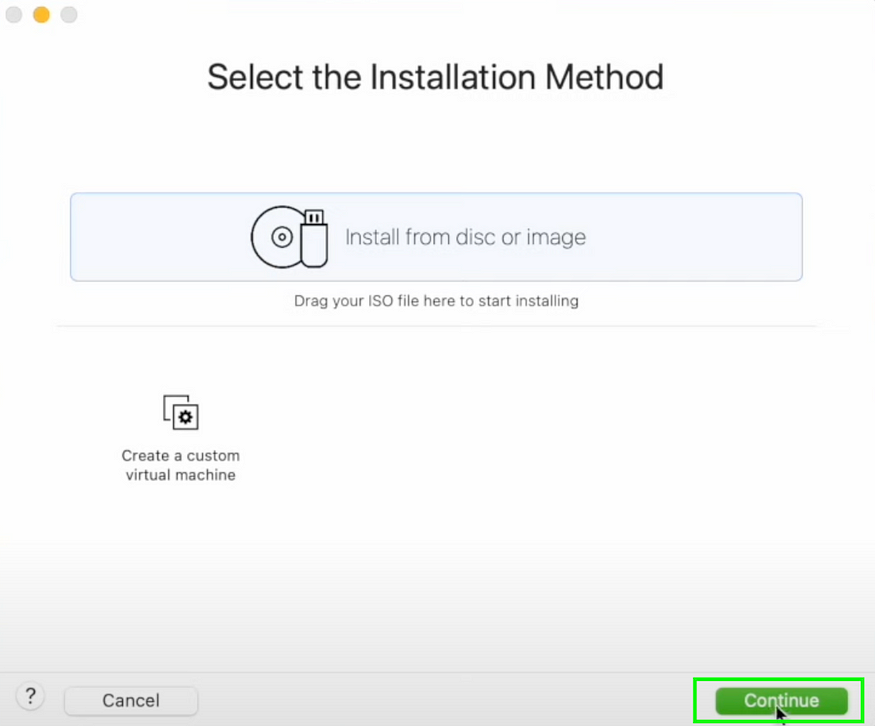 Select the Installation Method
Install from disc or image
Drag your ISO file here to start installing
Create a custom
virtual machine
?
Cancel
Continue